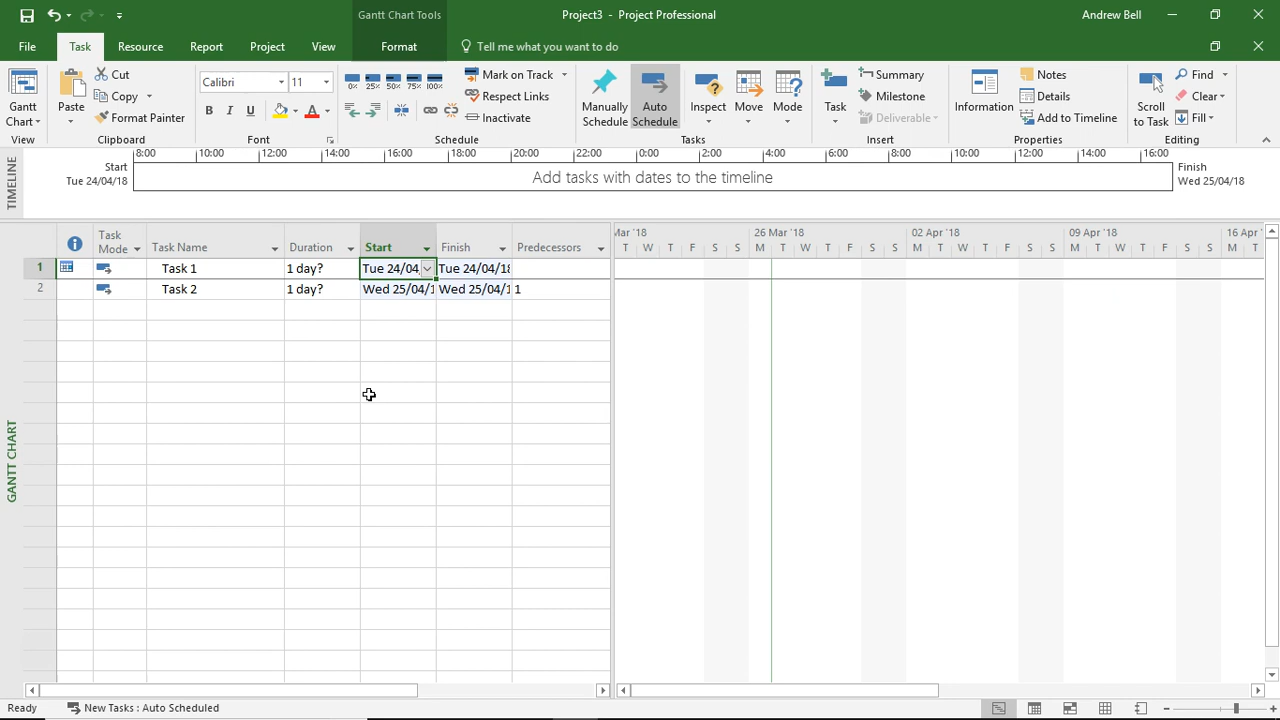 Gantt Chart Tools
Project3 - Project Professional
Andrew Bell
File
Task
Resource
Report
Project
View
Format
Tell me what you want to do
Gantt Chart
View
Paste
Cut
Copy
Format Painter
Clipboard
Calibri
11
B I U
A
Font
0% 25% 50% 75% 100%
Mark on Track
Respect Links
Inactivate
Schedule
Manually Schedule
Auto Schedule
Inspect
Move
Mode
Tasks
Task
Summary
Milestone
Deliverable
Insert
Information
Notes
Details
Add to Timeline
Properties
Scroll to Task
Find
Clear
Fill
Editing
TIMELINE
Start
Tue 24/04/18
8:00 10:00 12:00 14:00 16:00 18:00 20:00 22:00 0:00 2:00 4:00 6:00 8:00 10:00 12:00 14:00 16:00
Add tasks with dates to the timeline
Finish
Wed 25/04/18
GANTT CHART
Task Mode
Task Name
Duration
Start
Finish
Predecessors
1 Task 1 1 day? Tue 24/04 Tue 24/04/18
2 Task 2 1 day? Wed 25/04/1 Wed 25/04/1 1
Mar '18 26 Mar '18 02 Apr '18 09 Apr '18 16 Apr
T W T F S S M T W T F S S M T W T F S S M T W T F S S M T
Ready
New Tasks : Auto Scheduled